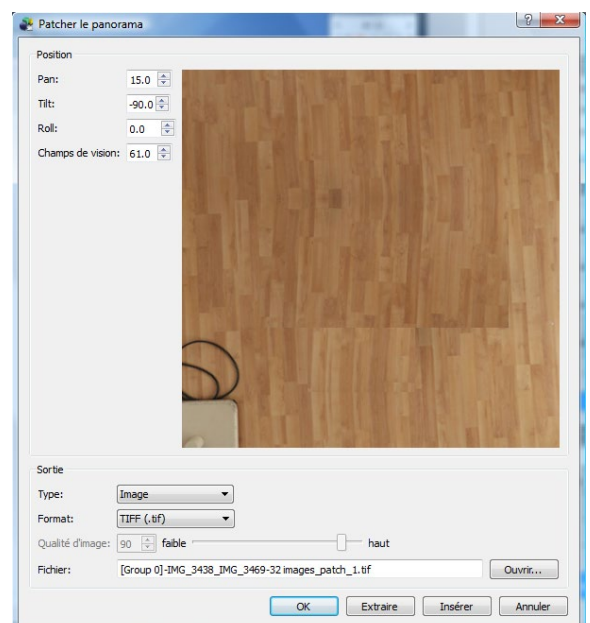 Patcher le panorama
Position
Pan: 15.0
Tilt: -90.0
Roll: 0.0
Champs de vision: 61.0
Sortie
Type: Image
Format: TIFF (.tif)
Qualité d'image: 90 faible haut
Fichier: [Group 0]-IMG_3438_IMG_3469-32 images_patch_1.tif Ouvrir...
OK Extraire Insérer Annuler